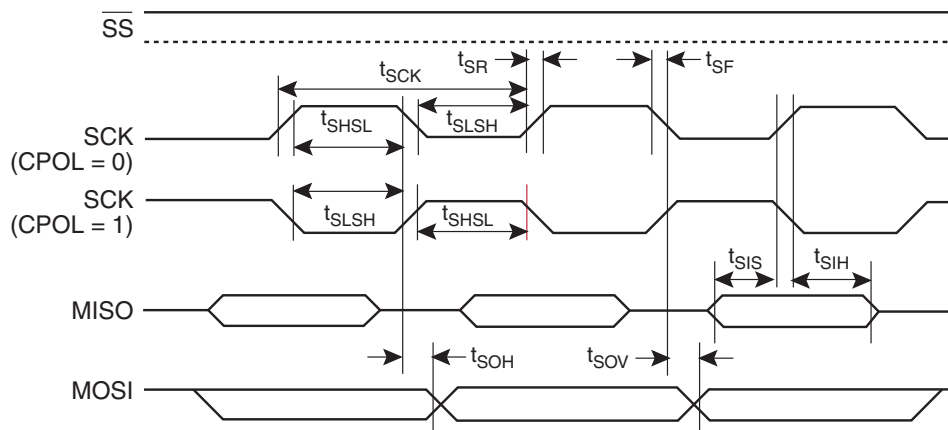 SS
tSCK
tSR
tSF
tSHSL
tSLSH
SCK
(CPOL = 0)
SCK
(CPOL = 1)
tSLSH
tSHSL
tSIS
tSIH
MISO
tSOH
tSOV
MOSI